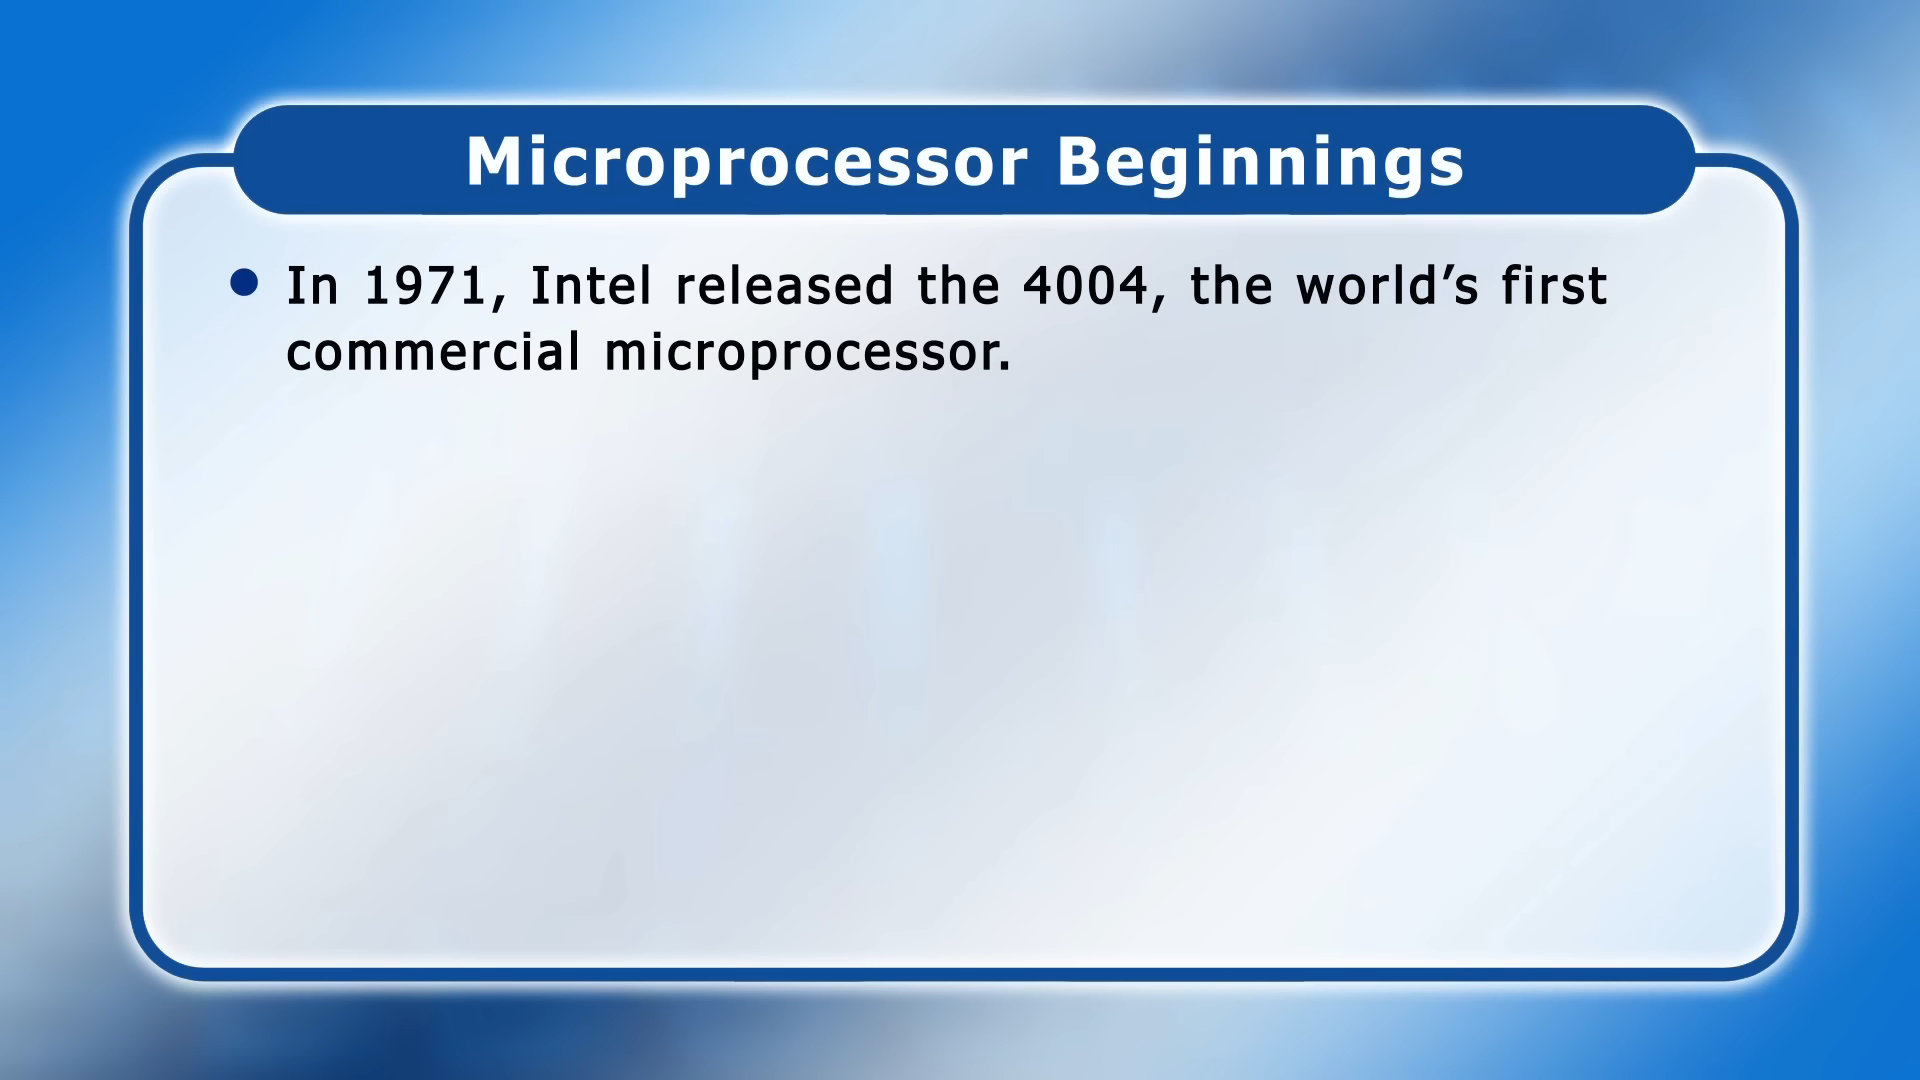 Microprocessor Beginnings
• In 1971, Intel released the 4004, the world’s first
commercial microprocessor.